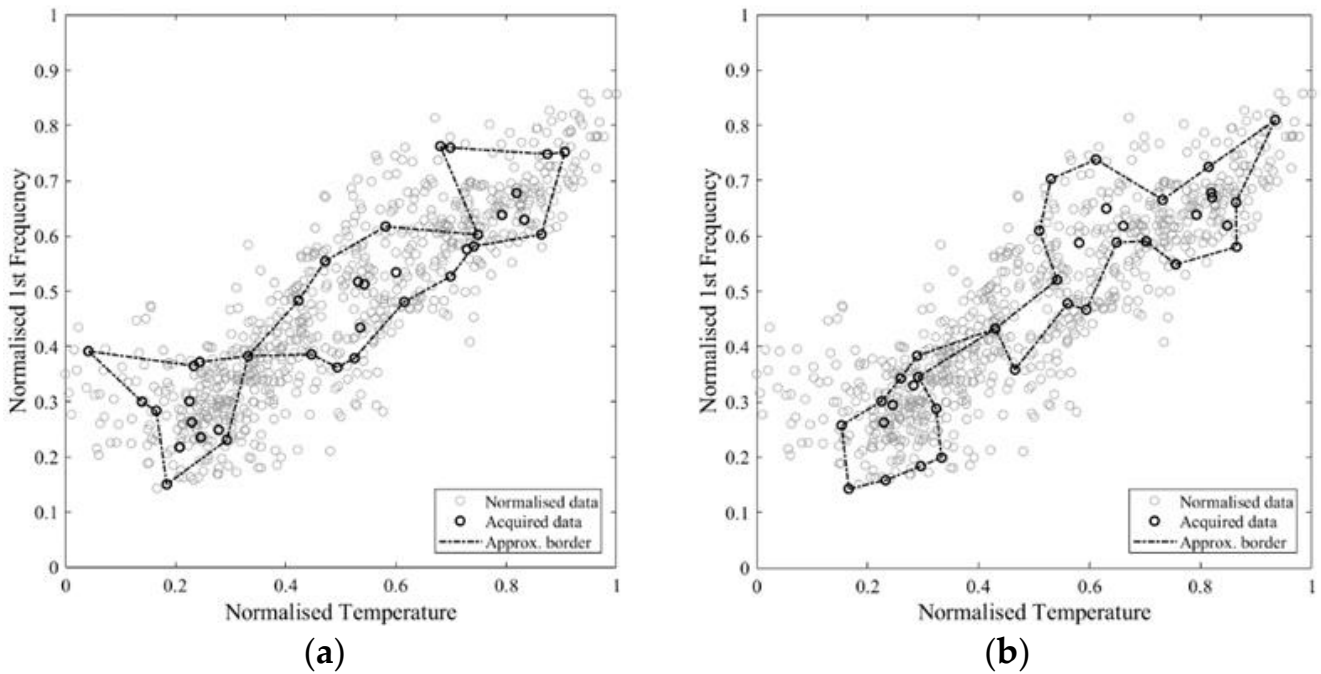 1
0.9
0.8
0.7
0.6
0.5
0.4
0.3
0.2
0.1
0
Normalised 1st Frequency
0 0.2 0.4 0.6 0.8 1
Normalised Temperature
Normalised data
Acquired data
Approx. border
(a)
1
0.9
0.8
0.7
0.6
0.5
0.4
0.3
0.2
0.1
0
Normalised 1st Frequency
0 0.2 0.4 0.6 0.8 1
Normalised Temperature
Normalised data
Acquired data
Approx. border
(b)